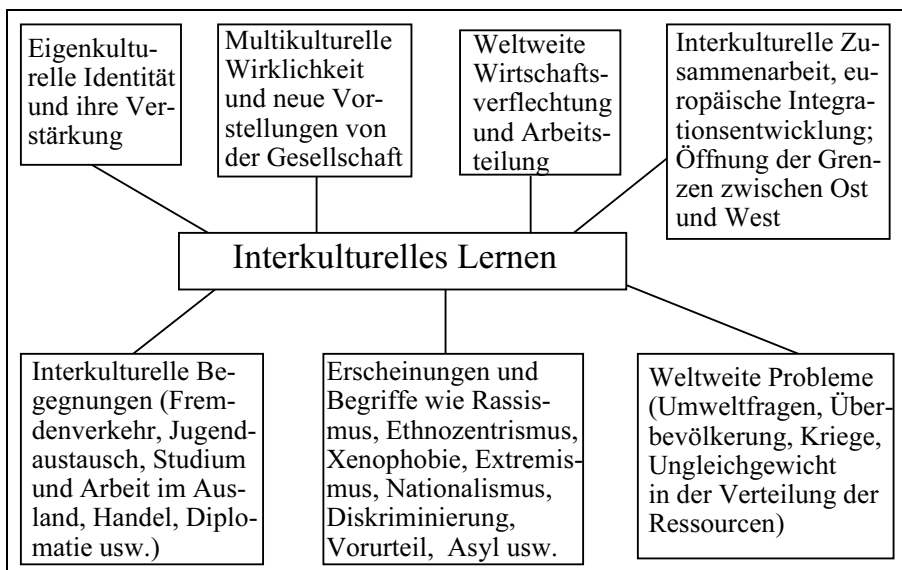 Eigenkultu-
relle Identität
und ihre Ver-
stärkung
Multikulturelle
Wirklichkeit
und neue Vor-
stellungen von
der Gesellschaft
Weltweite
Wirtschafts-
verflechtung
und Arbeits-
teilung
Interkulturelle Zu-
sammenarbeit, eu-
ropäische Integra-
tionsentwicklung;
Öffnung der Gren-
zen zwischen Ost
und West
Interkulturelles Lernen
Interkulturelle Be-
gegnungen (Frem-
denverkehr, Jugend-
austausch, Studium
und Arbeit im Aus-
land, Handel, Diplo-
matie usw.)
Erscheinungen und
Begriffe wie Rassis-
mus, Ethnozentrismus,
Xenophobie, Extremis-
mus, Nationalismus,
Diskriminierung,
Vorurteil, Asyl usw.
Weltweite Probleme
(Umweltfragen, Über-
bevölkerung, Kriege,
Ungleichgewicht
in der Verteilung der
Ressourcen)